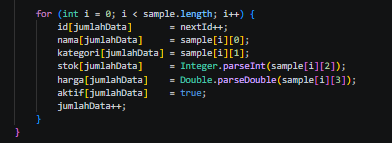 for (int i = 0; i < sample.length; i++) {
    id[jumlahData]       = nextId++;
    nama[jumlahData]     = sample[i][0];
    kategori[jumlahData] = sample[i][1];
    stok[jumlahData]     = Integer.parseInt(sample[i][2]);
    harga[jumlahData]    = Double.parseDouble(sample[i][3]);
    aktif[jumlahData]    = true;
    jumlahData++;
}
}